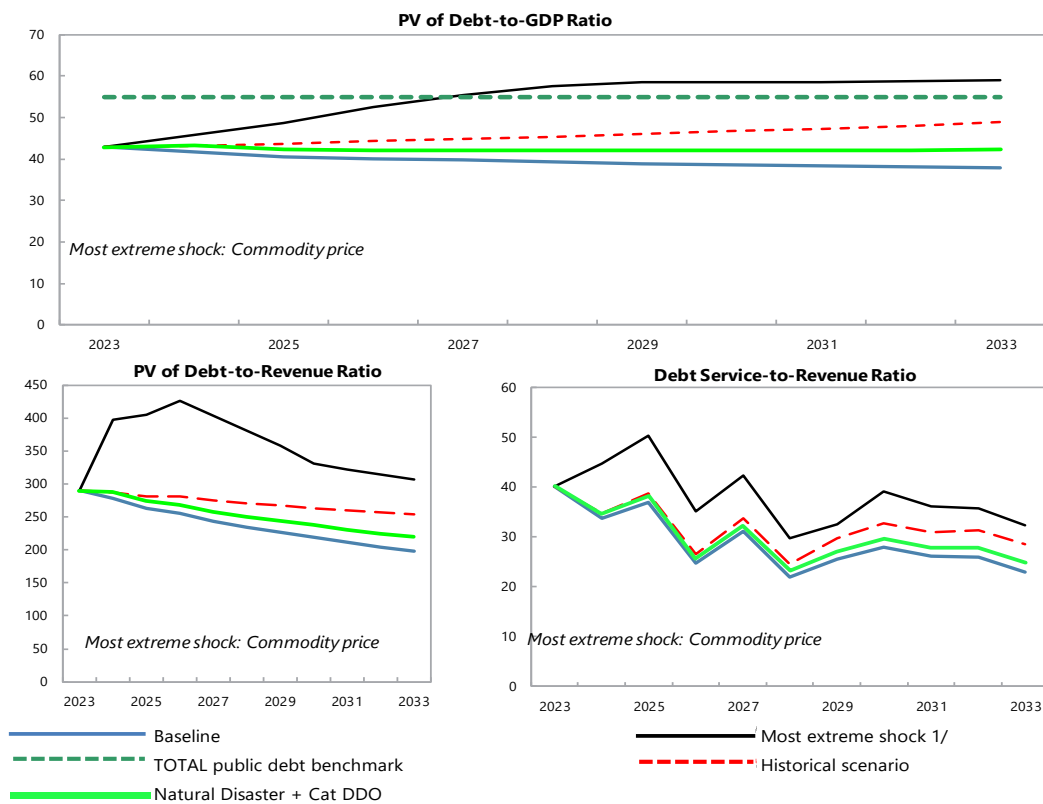 PV of Debt-to-GDP Ratio
70
60
50
40
30
20
10
0
Most extreme shock: Commodity price
2023 2025 2027 2029 2031 2033
PV of Debt-to-Revenue Ratio
450
400
350
300
250
200
150
100
50
0
Most extreme shock: Commodity price
2023 2025 2027 2029 2031 2033
Debt Service-to-Revenue Ratio
60
50
40
30
20
10
0
Most extreme shock: Commodity price
2023 2025 2027 2029 2031 2033
Baseline
TOTAL public debt benchmark
Natural Disaster + Cat DDO
Most extreme shock 1/
Historical scenario